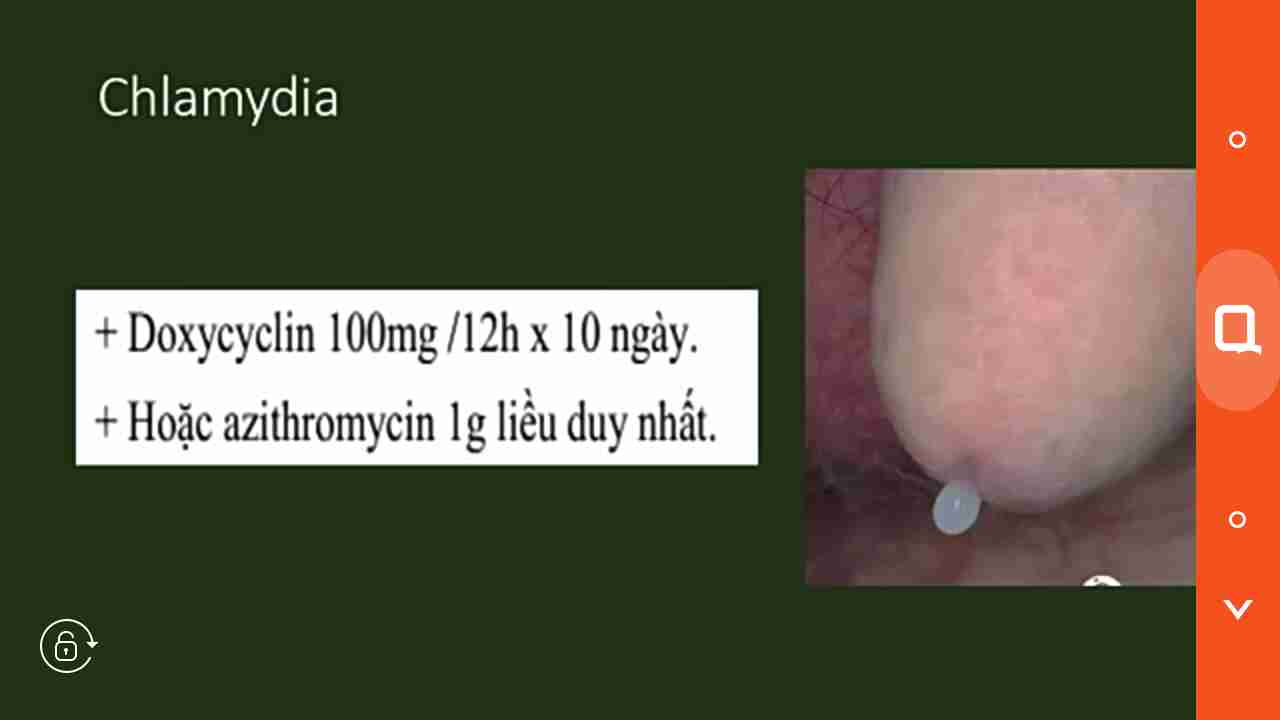 Chlamydia
+ Doxycyclin 100mg /12h x 10 ngày.
+ Hoặc azithromycin 1g liều duy nhất.